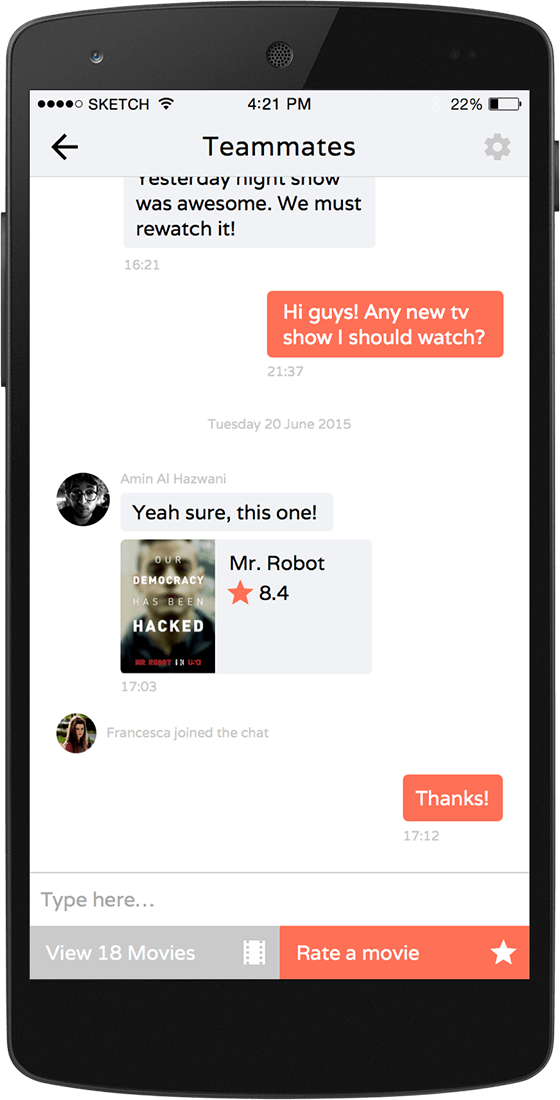 SKETCH 4:21 PM 22%
Teammates
Yesterday night show
was awesome. We must
rewatch it!
16:21
Hi guys! Any new tv
show I should watch?
21:37
Tuesday 20 June 2015
Amin Al Hazwani
Yeah sure, this one!
OUR
DEMOCRACY
HAS BEEN
HACKED
MR ROBOT USA
Mr. Robot
8.4
17:03
Francesca joined the chat
Thanks!
17:12
Type here...
View 18 Movies
Rate a movie